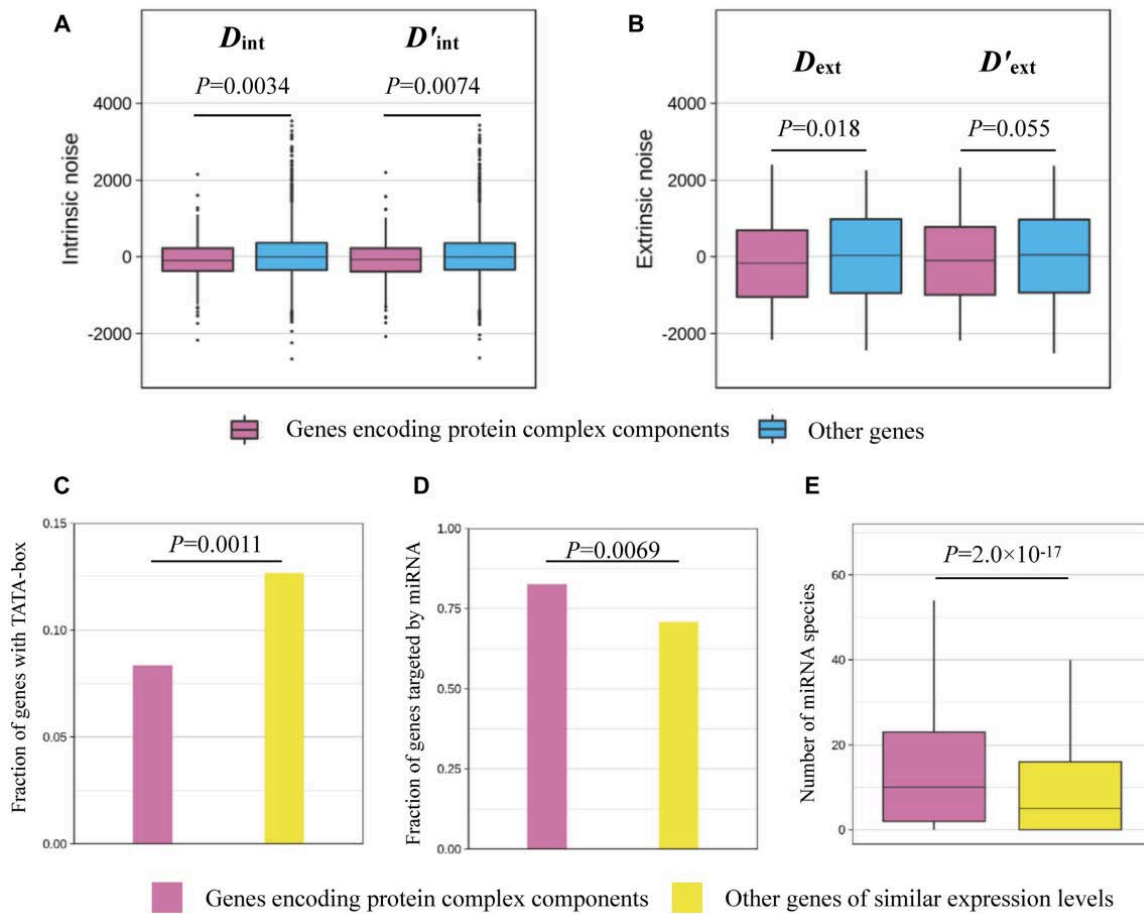 A
D_int D'_int
P=0.0034 P=0.0074
4000
2000
0
-2000
Intrinsic noise
B
D_ext D'_ext
P=0.018 P=0.055
4000
2000
0
-2000
Extrinsic noise
Genes encoding protein complex components Other genes
C
P=0.0011
0.15
0.10
0.05
0.00
Fraction of genes with TATA-box
D
P=0.0069
1.00
0.75
0.50
0.25
0.00
Fraction of genes targeted by miRNA
E
P=2.0×10⁻¹⁷
60
40
20
0
Number of miRNA species
Genes encoding protein complex components Other genes of similar expression levels